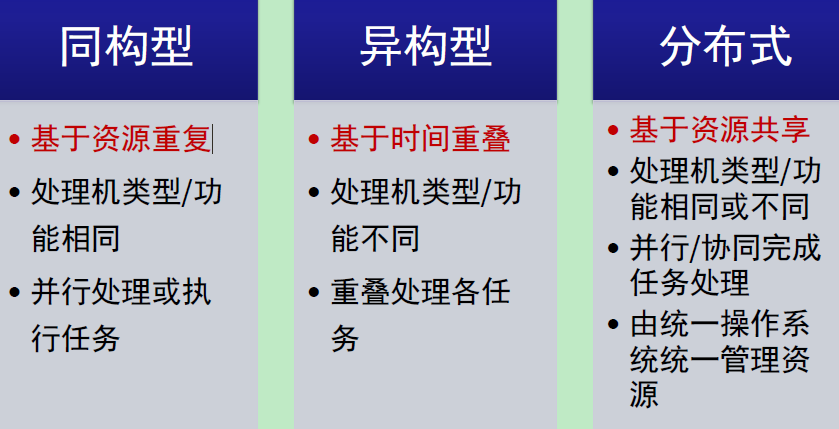 同构型
• 基于资源重复
• 处理机类型/功
能相同
• 并行处理或执
行任务
异构型
• 基于时间重叠
• 处理机类型/功
能不同
• 重叠处理各任
务
分布式
• 基于资源共享
• 处理机类型/功
能相同或不同
• 并行/协同完成
任务处理
• 由统一操作系
统统一管理资
源